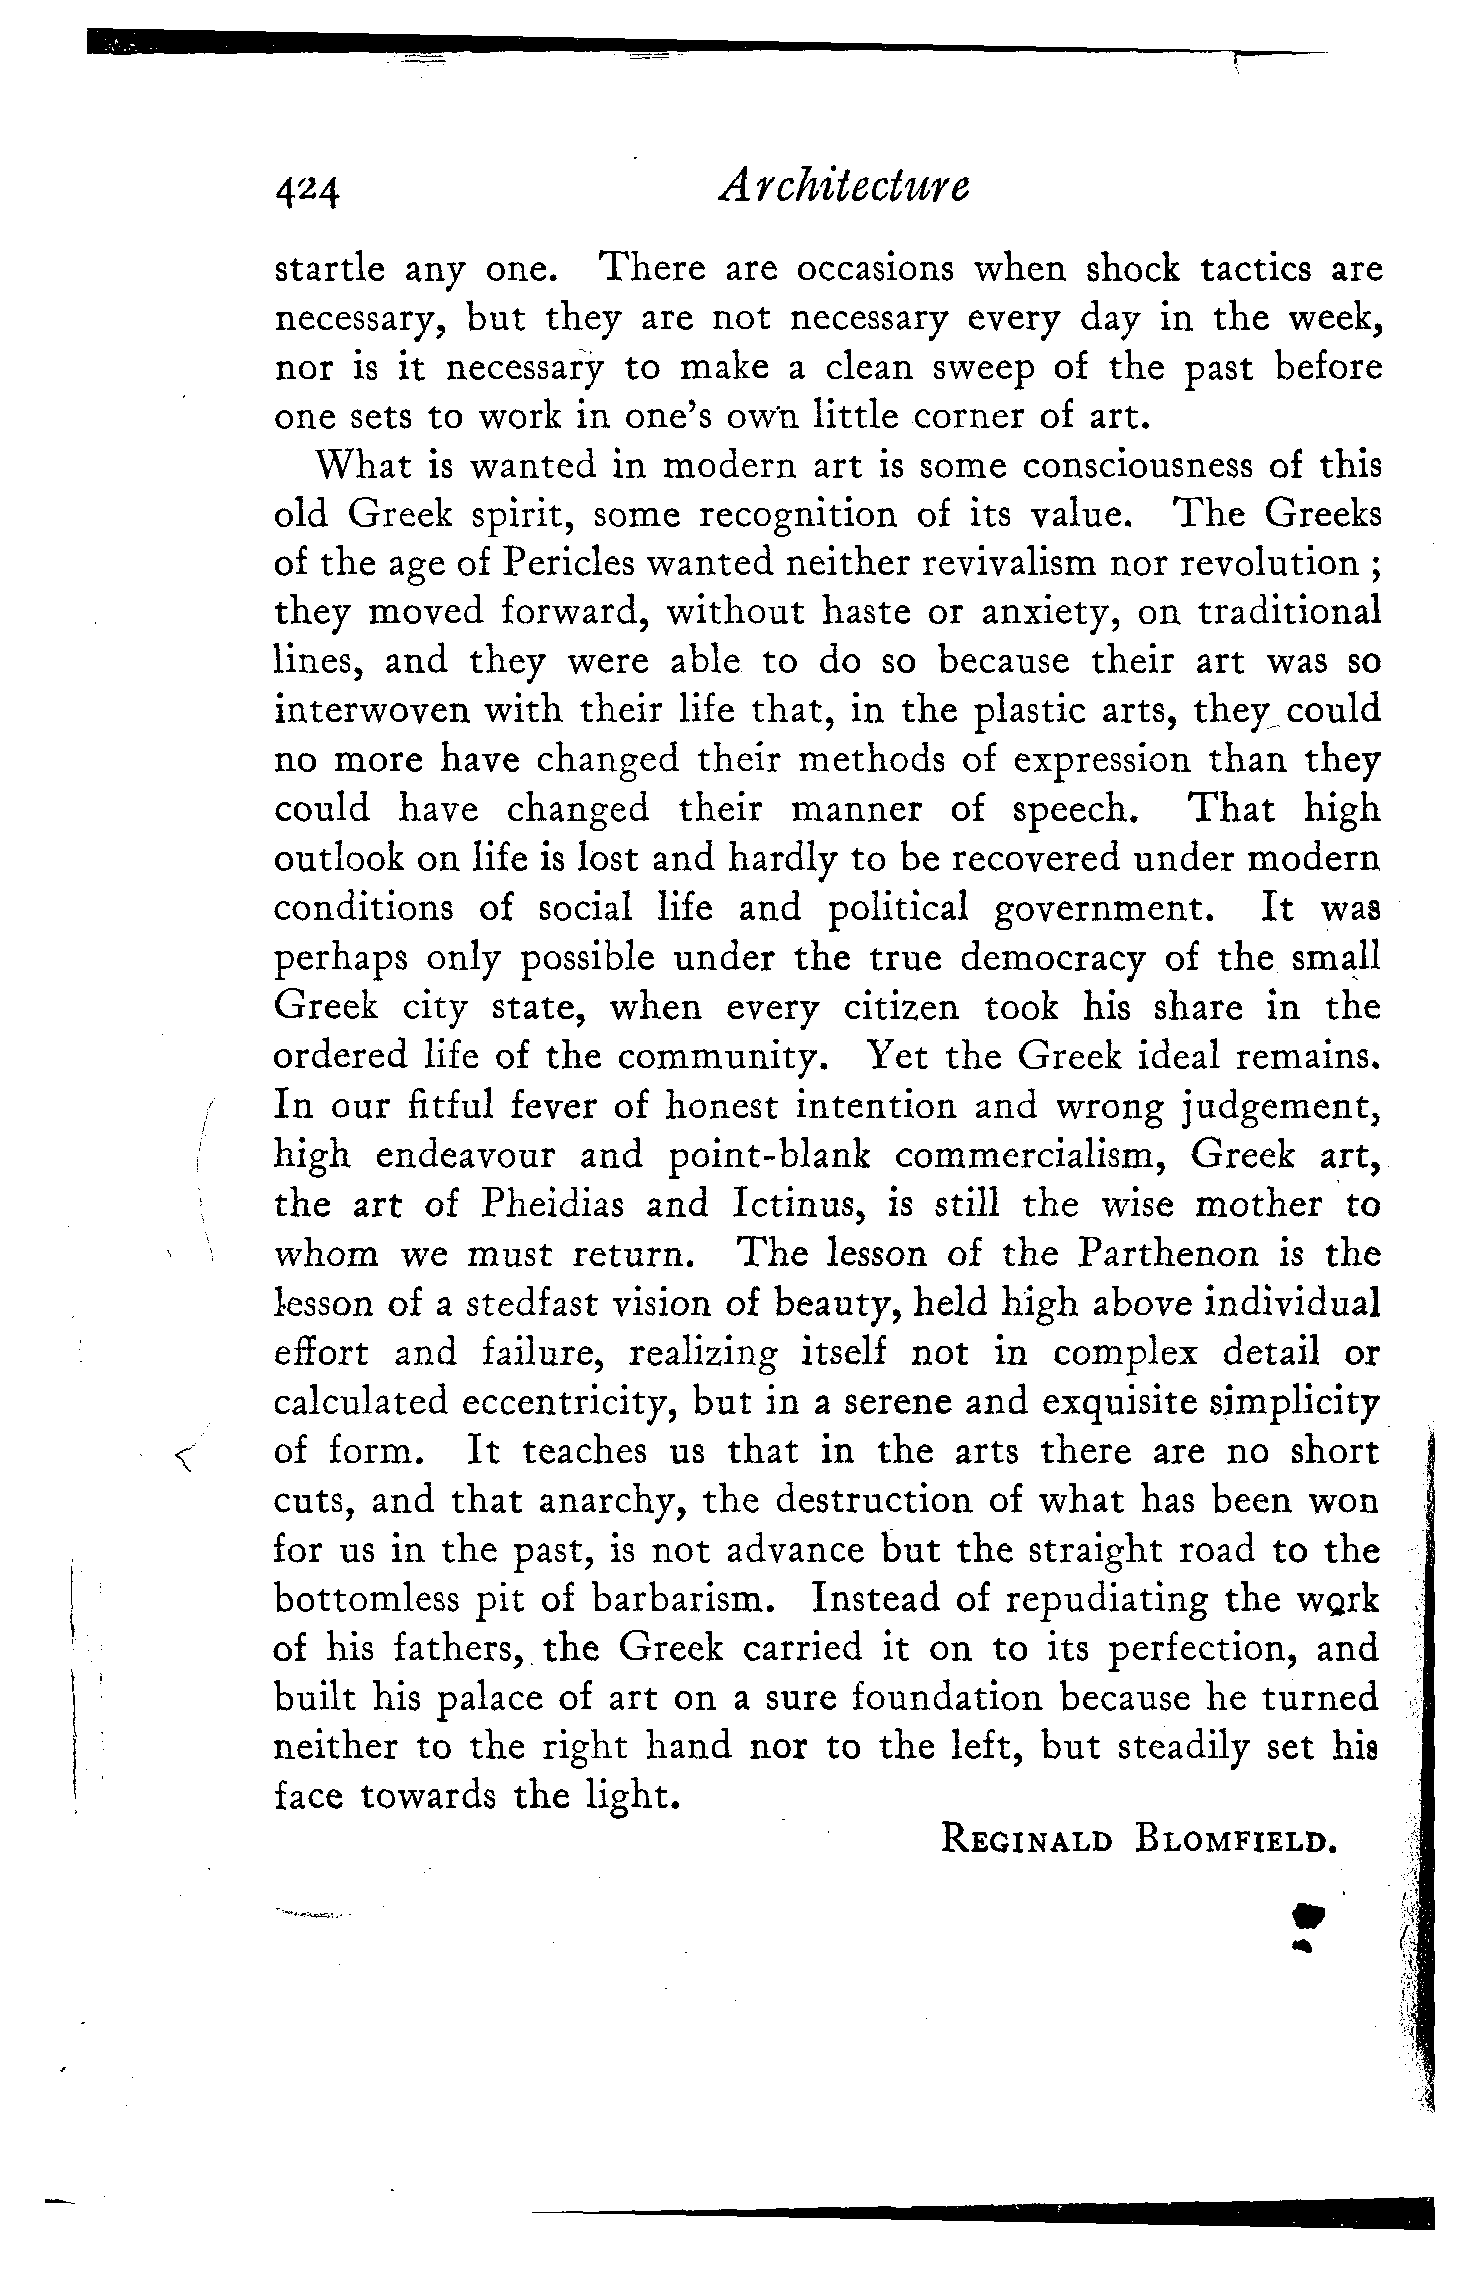 424 Architecture
startle any one. There are occasions when shock tactics are
necessary, but they are not necessary every day in the week,
nor is it necessary to make a clean sweep of the past before
one sets to work in one's own little corner of art.
What is wanted in modern art is some consciousness of this
old Greek spirit, some recognition of its value. The Greeks
of the age of Pericles wanted neither revivalism nor revolution ;
they moved forward, without haste or anxiety, on traditional
lines, and they were able to do so because their art was so
interwoven with their life that, in the plastic arts, they could
no more have changed their methods of expression than they
could have changed their manner of speech. That high
outlook on life is lost and hardly to be recovered under modern
conditions of social life and political government. It was
perhaps only possible under the true democracy of the small
Greek city state, when every citizen took his share in the
ordered life of the community. Yet the Greek ideal remains.
In our fitful fever of honest intention and wrong judgement,
high endeavour and point-blank commercialism, Greek art,
the art of Pheidias and Ictinus, is still the wise mother to
whom we must return. The lesson of the Parthenon is the
lesson of a stedfast vision of beauty, held high above individual
effort and failure, realizing itself not in complex detail or
calculated eccentricity, but in a serene and exquisite simplicity
of form. It teaches us that in the arts there are no short
cuts, and that anarchy, the destruction of what has been won
for us in the past, is not advance but the straight road to the
bottomless pit of barbarism. Instead of repudiating the work
of his fathers, the Greek carried it on to its perfection, and
built his palace of art on a sure foundation because he turned
neither to the right hand nor to the left, but steadily set his
face towards the light.
REGINALD BLOMFIELD.